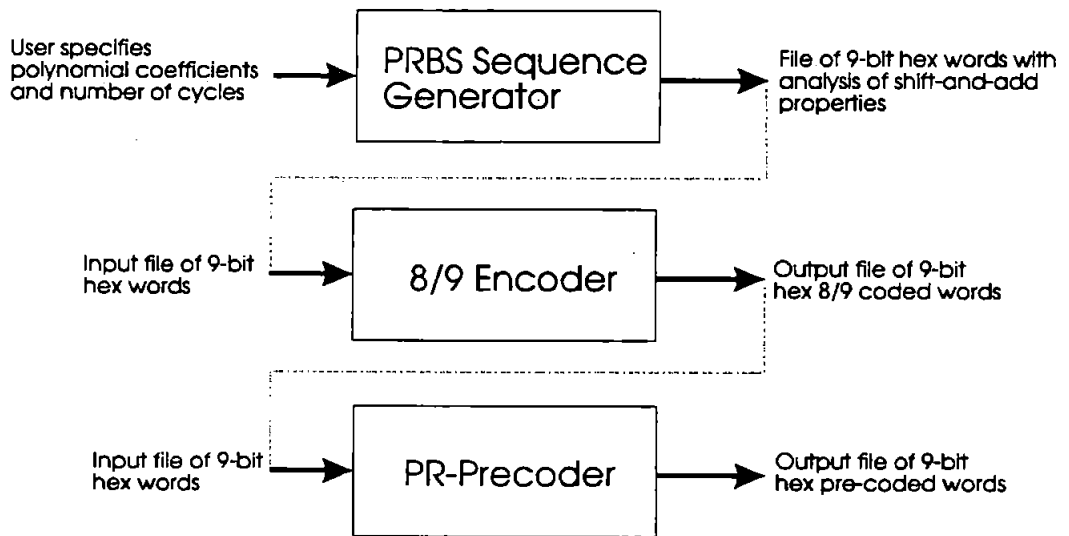 User specifies
polynomial coefficients
and number of cycles
PRBS Sequence
Generator
File of 9-bit hex words with
analysis of shift-and-add
properties
Input file of 9-bit
hex words
8/9 Encoder
Output file of 9-bit
hex 8/9 coded words
Input file of 9-bit
hex words
PR-Precoder
Output file of 9-bit
hex pre-coded words